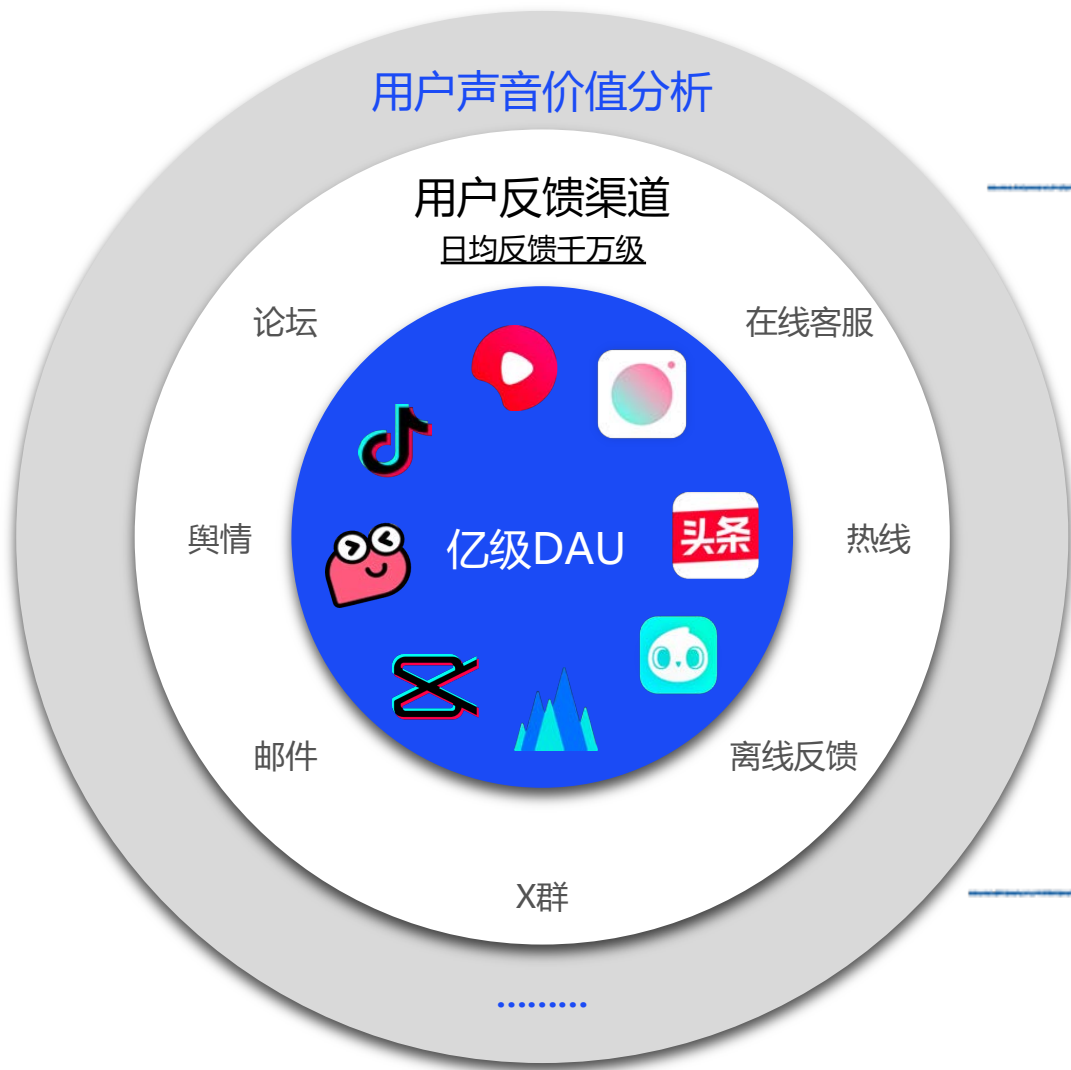 用户声音价值分析
用户反馈渠道
日均反馈千万级
论坛
在线客服
头条
舆情
亿级DAU
热线
邮件
离线反馈
X群
………